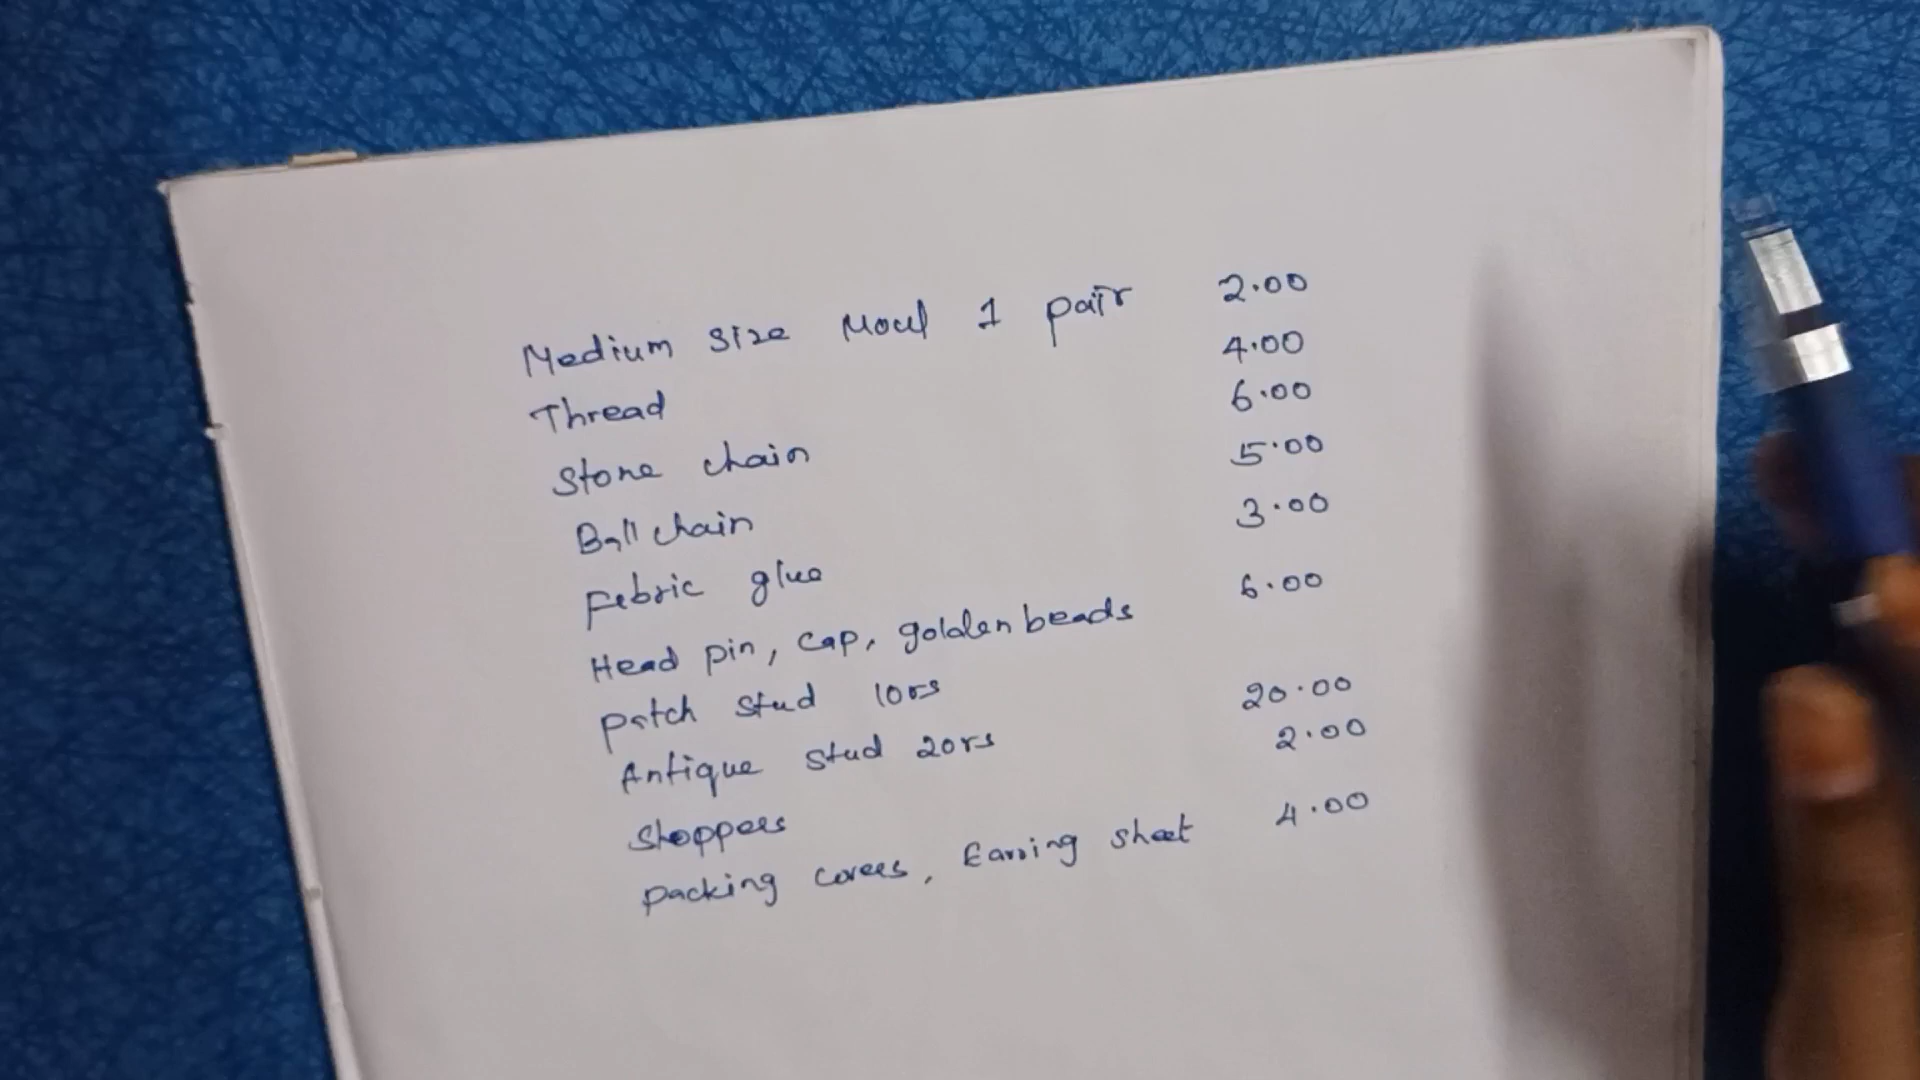 Medium size Moul 1 pair 2.00
Thread 4.00
Stone chain 6.00
Ball chain 5.00
Febric glue 3.00
Head pin, cap, golden beads 6.00
Patch stud 10rs
Antique stud 20rs 20.00
Shoppers 2.00
Packing covers, Earring sheet 4.00